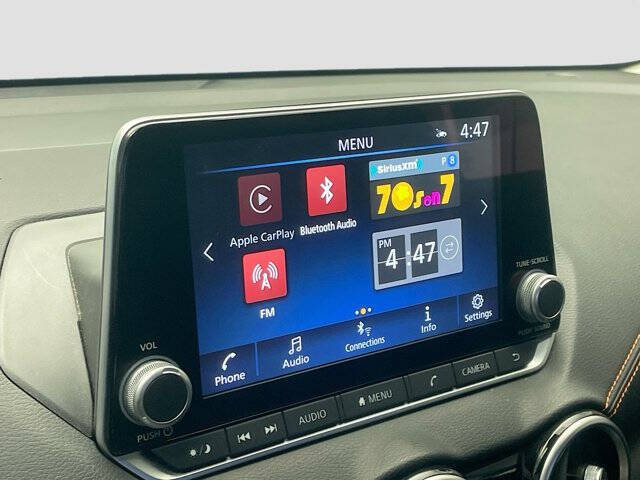 MENU
4:47
SiriusXM
P 8
70s on 7
Apple CarPlay
Bluetooth Audio
PM
4:47
FM
Phone
Audio
Connections
Info
Settings
VOL
PUSH
TUNE·SCROLL
PUSH SOUND
AUDIO
MENU
CAMERA